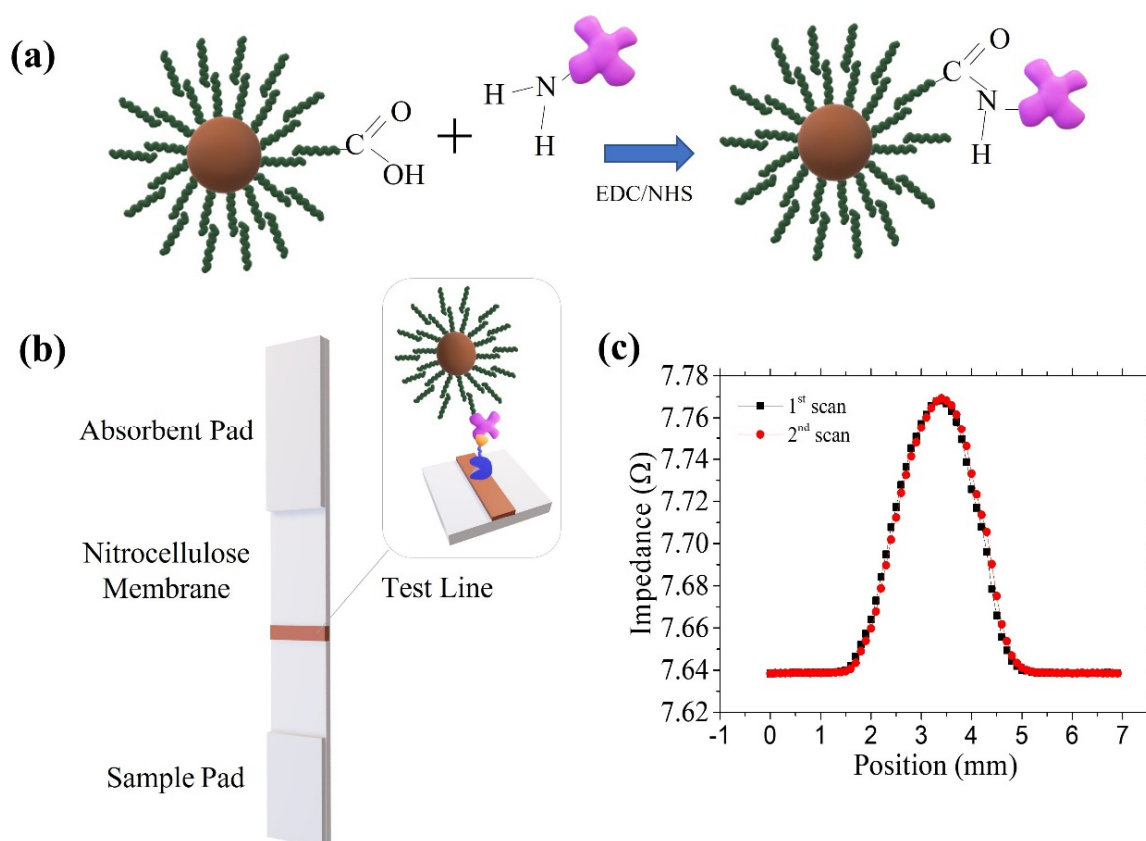 (a)
O
C
OH
+
H
N
H
EDC/NHS
O
C
N
H
(b)
Absorbent Pad
Nitrocellulose
Membrane
Test Line
Sample Pad
(c)
7.78
7.76
7.74
7.72
7.70
7.68
7.66
7.64
7.62
Impedance (Ω)
1st scan
2nd scan
-1 0 1 2 3 4 5 6 7
Position (mm)